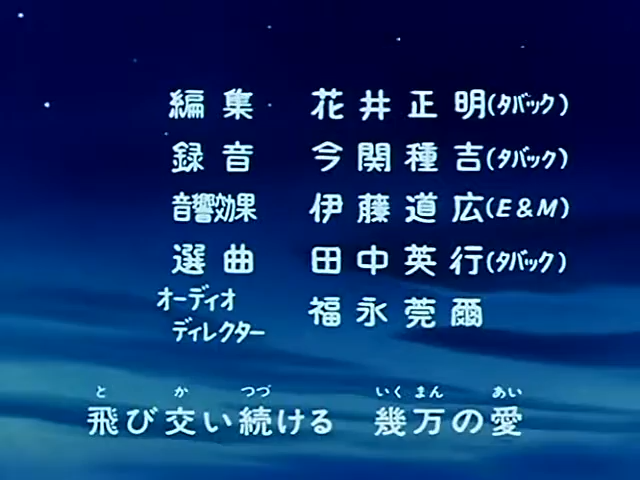 編集 花井正明(タバック)
録音 今関種吉(タバック)
音響効果 伊藤道広(E&M)
選曲 田中英行(タバック)
オーディオ
ディレクター 福永莞爾
と か つづ いく まん あい
飛び交い続ける 幾万の愛